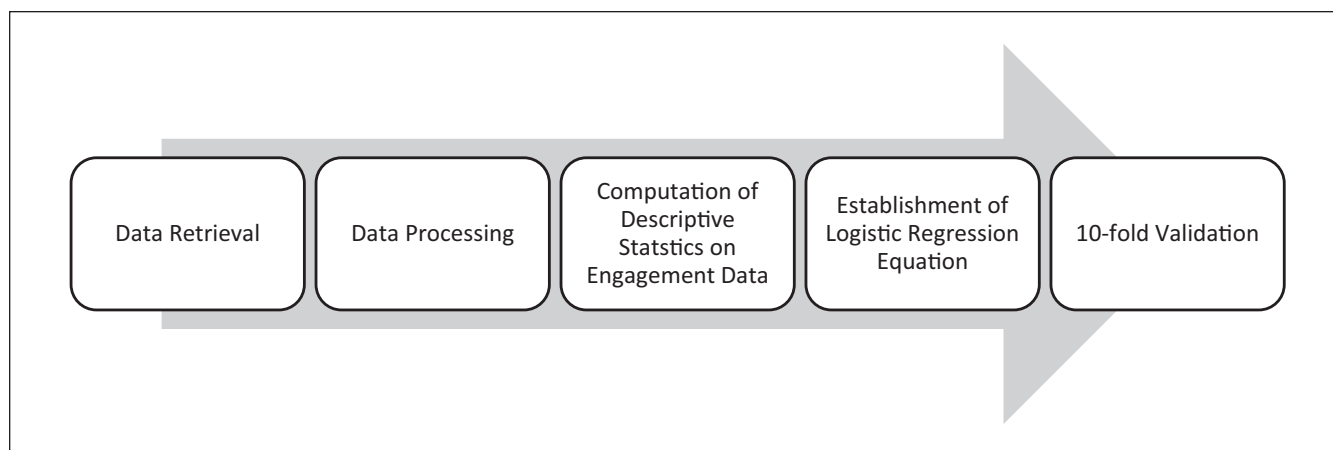 Data Retrieval
Data Processing
Computation of
Descriptive
Statstics on
Engagement Data
Establishment of
Logistic Regression
Equation
10-fold Validation